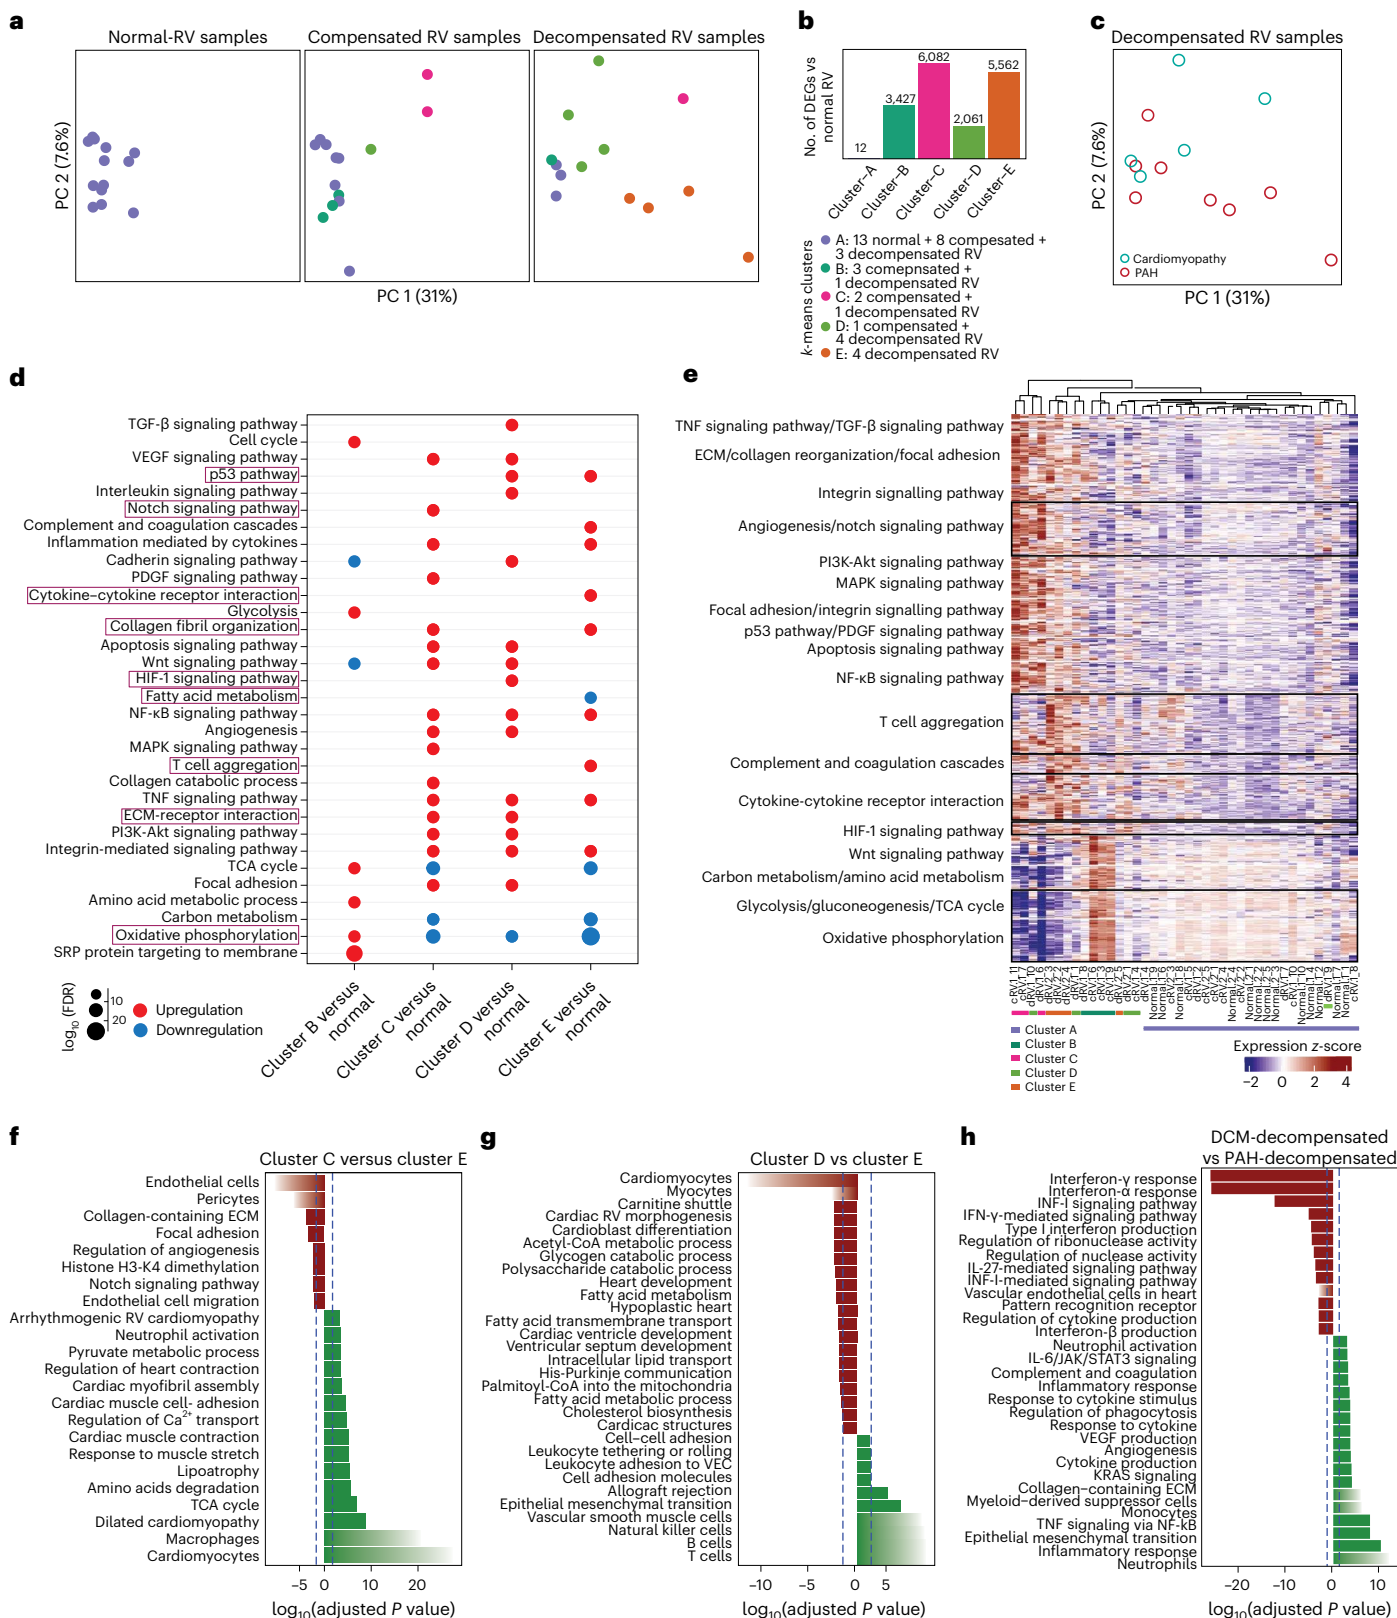 a
Normal-RV samples
Compensated RV samples
Decompensated RV samples
PC 2 (7.6%)
PC 1 (31%)
b
No. of DEGs vs
normal RV
12
3,427
6,082
2,061
5,562
Cluster–A
Cluster–B
Cluster–C
Cluster–D
Cluster–E
k-means clusters
A: 13 normal + 8 compesated +
3 decompensated RV
B: 3 comepnsated +
1 decompensated RV
C: 2 compensated +
1 decompensated RV
D: 1 compensated +
4 decompensated RV
E: 4 decompensated RV
c
Decompensated RV samples
PC 2 (7.6%)
Cardiomyopathy
PAH
PC 1 (31%)
d
TGF-β signaling pathway
Cell cycle
VEGF signaling pathway
p53 pathway
Interleukin signaling pathway
Notch signaling pathway
Complement and coagulation cascades
Inflammation mediated by cytokines
Cadherin signaling pathway
PDGF signaling pathway
Cytokine–cytokine receptor interaction
Glycolysis
Collagen fibril organization
Apoptosis signaling pathway
Wnt signaling pathway
HIF-1 signaling pathway
Fatty acid metabolism
NF-κB signaling pathway
Angiogenesis
MAPK signaling pathway
T cell aggregation
Collagen catabolic process
TNF signaling pathway
ECM-receptor interaction
PI3K-Akt signaling pathway
Integrin-mediated signaling pathway
TCA cycle
Focal adhesion
Amino acid metabolic process
Carbon metabolism
Oxidative phosphorylation
SRP protein targeting to membrane
log10 (FDR)
10
20
Upregulation
Downregulation
Cluster B versus
normal
Cluster C versus
normal
Cluster D versus
normal
Cluster E versus
normal
e
TNF signaling pathway/TGF-β signaling pathway
ECM/collagen reorganization/focal adhesion
Integrin signalling pathway
Angiogenesis/notch signaling pathway
PI3K-Akt signaling pathway
MAPK signaling pathway
Focal adhesion/integrin signalling pathway
p53 pathway/PDGF signaling pathway
Apoptosis signaling pathway
NF-κB signaling pathway
T cell aggregation
Complement and coagulation cascades
Cytokine-cytokine receptor interaction
HIF-1 signaling pathway
Wnt signaling pathway
Carbon metabolism/amino acid metabolism
Glycolysis/gluconeogenesis/TCA cycle
Oxidative phosphorylation
Cluster A
Cluster B
Cluster C
Cluster D
Cluster E
Expression z-score
−2 0 2 4
f
Cluster C versus cluster E
Endothelial cells
Pericytes
Collagen-containing ECM
Focal adhesion
Regulation of angiogenesis
Histone H3-K4 dimethylation
Notch signaling pathway
Endothelial cell migration
Arrhythmogenic RV cardiomyopathy
Neutrophil activation
Pyruvate metabolic process
Regulation of heart contraction
Cardiac myofibril assembly
Cardiac muscle cell- adhesion
Regulation of Ca2+ transport
Cardiac muscle contraction
Response to muscle stretch
Lipoatrophy
Amino acids degradation
TCA cycle
Dilated cardiomyopathy
Macrophages
Cardiomyocytes
−5 0 10 20
log10(adjusted P value)
g
Cluster D vs cluster E
Cardiomyocytes
Myocytes
Carnitine shuttle
Cardiac RV morphogenesis
Cardioblast differentiation
Acetyl-CoA metabolic process
Glycogen catabolic process
Polysaccharide catabolic process
Heart development
Fatty acid metabolism
Hypoplastic heart
Fatty acid transmembrane transport
Cardiac ventricle development
Ventricular septum development
Intracellular lipid transport
His-Purkinje communication
Palmitoyl-CoA into the mitochondria
Fatty acid metabolic process
Cholesterol biosynthesis
Cardicac structures
Cell–cell adhesion
Leukocyte tethering or rolling
Leukocyte adhesion to VEC
Cell adhesion molecules
Allograft rejection
Epithelial mesenchymal transition
Vascular smooth muscle cells
Natural killer cells
B cells
T cells
−10 −5 0 5
log10(adjusted P value)
h
DCM-decompensated
vs PAH-decompensated
Interferon-γ response
Interferon-α response
INF-I signaling pathway
IFN-γ-mediated signaling pathway
Type I interferon production
Regulation of ribonuclease activity
Regulation of nuclease activity
IL-27-mediated signaling pathway
INF-I-mediated signaling pathway
Vascular endothelial cells in heart
Pattern recognition receptor
Regulation of cytokine production
Interferon-β production
Neutrophil activation
IL-6/JAK/STAT3 signaling
Complement and coagulation
Inflammatory response
Response to cytokine stimulus
Regulation of phagocytosis
Response to cytokine
VEGF production
Angiogenesis
Cytokine production
KRAS signaling
Collagen–containing ECM
Myeloid–derived suppressor cells
Monocytes
TNF signaling via NF-kB
Epithelial mesenchymal transition
Inflammatory response
Neutrophils
−20 −10 0 10
log10(adjusted P value)